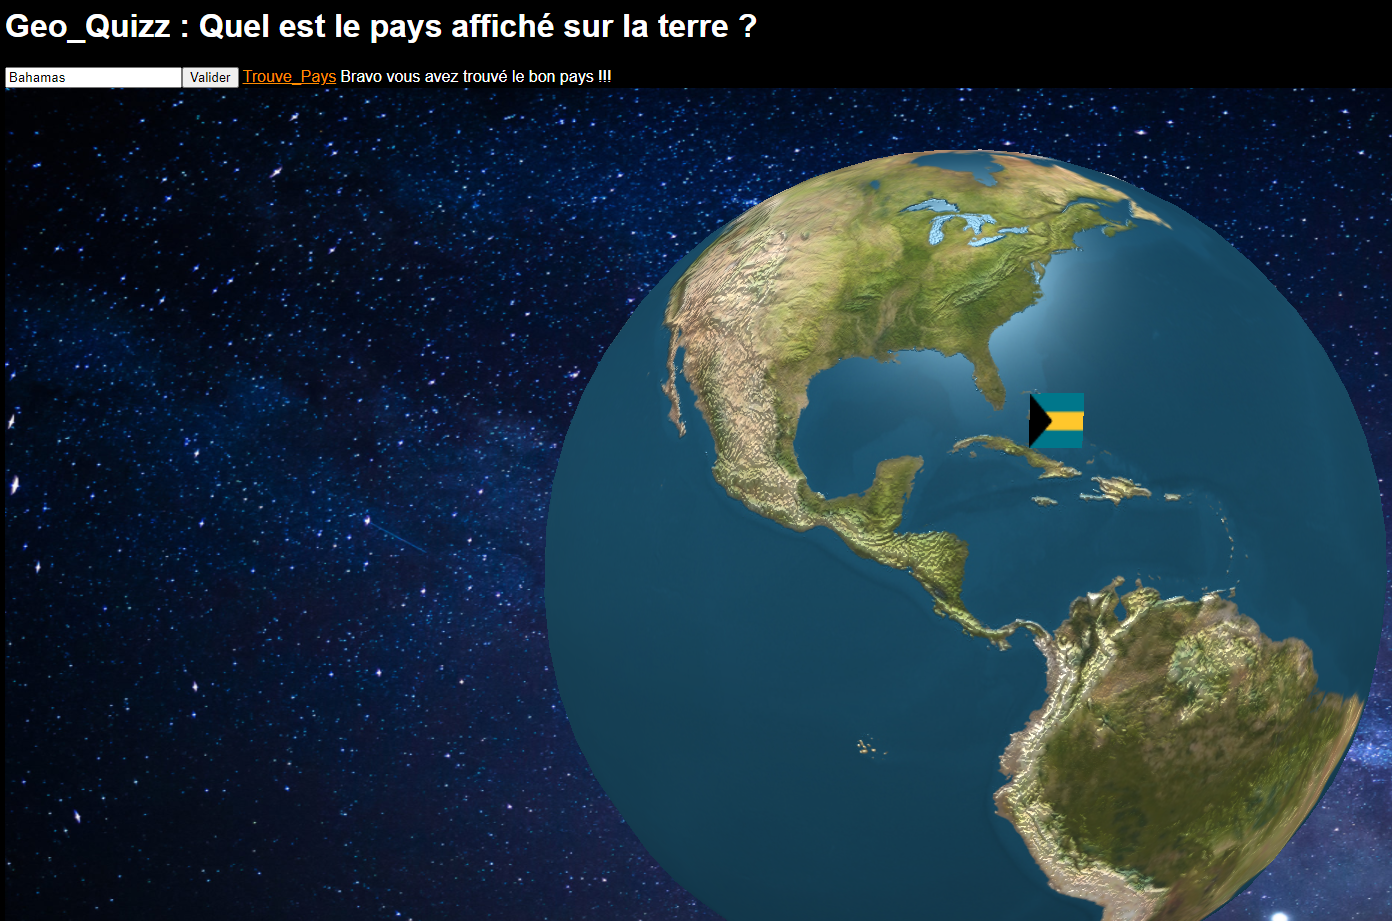 Geo_Quizz : Quel est le pays affiché sur la terre ?
Bahamas Valider Trouve_Pays Bravo vous avez trouvé le bon pays !!!